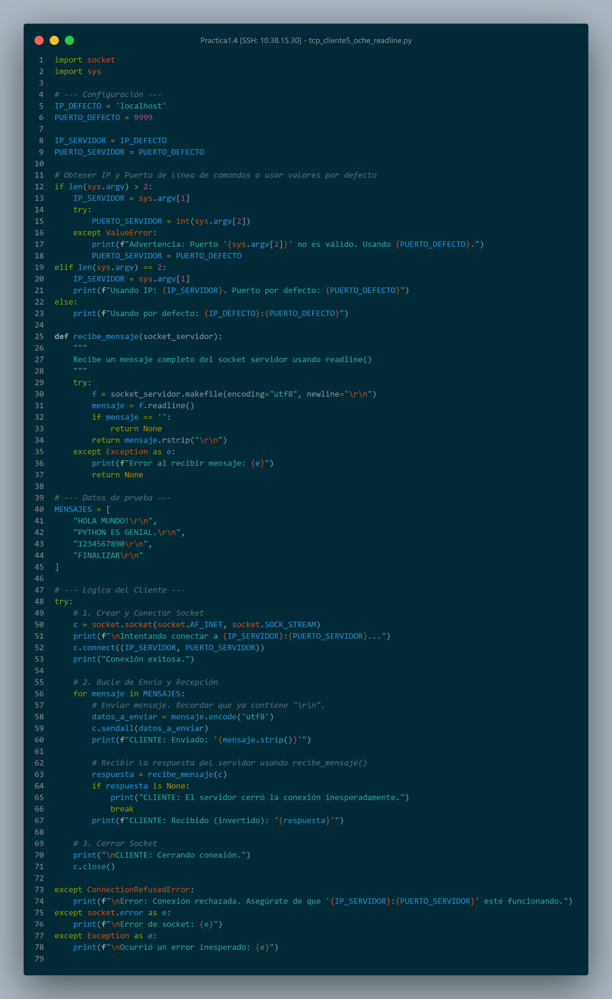 Practica1.4 [SSH: 10.38.15.30] - tcp_cliente5_oche_readline.py
1 import socket
2 import sys
3
4 # --- Configuración ---
5 IP_DEFECTO = 'localhost'
6 PUERTO_DEFECTO = 9999
7
8 IP_SERVIDOR = IP_DEFECTO
9 PUERTO_SERVIDOR = PUERTO_DEFECTO
10
11 # Obtener IP y Puerto de línea de comandos o usar valores por defecto
12 if len(sys.argv) > 2:
13     IP_SERVIDOR = sys.argv[1]
14     try:
15         PUERTO_SERVIDOR = int(sys.argv[2])
16     except ValueError:
17         print(f"Advertencia: Puerto '{sys.argv[2]}' no es válido. Usando {PUERTO_DEFECTO}.")
18         PUERTO_SERVIDOR = PUERTO_DEFECTO
19 elif len(sys.argv) == 2:
20     IP_SERVIDOR = sys.argv[1]
21     print(f"Usando IP: {IP_SERVIDOR}. Puerto por defecto: {PUERTO_DEFECTO}")
22 else:
23     print(f"Usando por defecto: {IP_DEFECTO}:{PUERTO_DEFECTO}")
24
25 def recibe_mensaje(socket_servidor):
26     """
27     Recibe un mensaje completo del socket servidor usando readline()
28     """
29     try:
30         f = socket_servidor.makefile(encoding="utf8", newline="\r\n")
31         mensaje = f.readline()
32         if mensaje == '':
33             return None
34         return mensaje.rstrip("\r\n")
35     except Exception as e:
36         print(f"Error al recibir mensaje: {e}")
37         return None
38
39 # --- Datos de prueba ---
40 MENSAJES = [
41     "HOLA MUNDO!\r\n",
42     "PYTHON ES GENIAL.\r\n",
43     "1234567890\r\n",
44     "FINALIZAR\r\n"
45 ]
46
47 # --- Lógica del Cliente ---
48 try:
49     # 1. Crear y Conectar Socket
50     c = socket.socket(socket.AF_INET, socket.SOCK_STREAM)
51     print(f"\nIntentando conectar a {IP_SERVIDOR}:{PUERTO_SERVIDOR}...")
52     c.connect((IP_SERVIDOR, PUERTO_SERVIDOR))
53     print("Conexión exitosa.")
54
55     # 2. Bucle de Envío y Recepción
56     for mensaje in MENSAJES:
57         # Enviar mensaje. Recordar que ya contiene "\r\n".
58         datos_a_enviar = mensaje.encode('utf8')
59         c.sendall(datos_a_enviar)
60         print(f"CLIENTE: Enviado: '{mensaje.strip()}'")
61
62         # Recibir la respuesta del servidor usando recibe_mensaje()
63         respuesta = recibe_mensaje(c)
64         if respuesta is None:
65             print("CLIENTE: El servidor cerró la conexión inesperadamente.")
66             break
67         print(f"CLIENTE: Recibido (invertido): '{respuesta}'")
68
69     # 3. Cerrar Socket
70     print("\nCLIENTE: Cerrando conexión.")
71     c.close()
72
73 except ConnectionRefusedError:
74     print(f"\nError: Conexión rechazada. Asegúrate de que '{IP_SERVIDOR}:{PUERTO_SERVIDOR}' esté funcionando.")
75 except socket.error as e:
76     print(f"\nError de socket: {e}")
77 except Exception as e:
78     print(f"\nOcurrió un error inesperado: {e}")
79